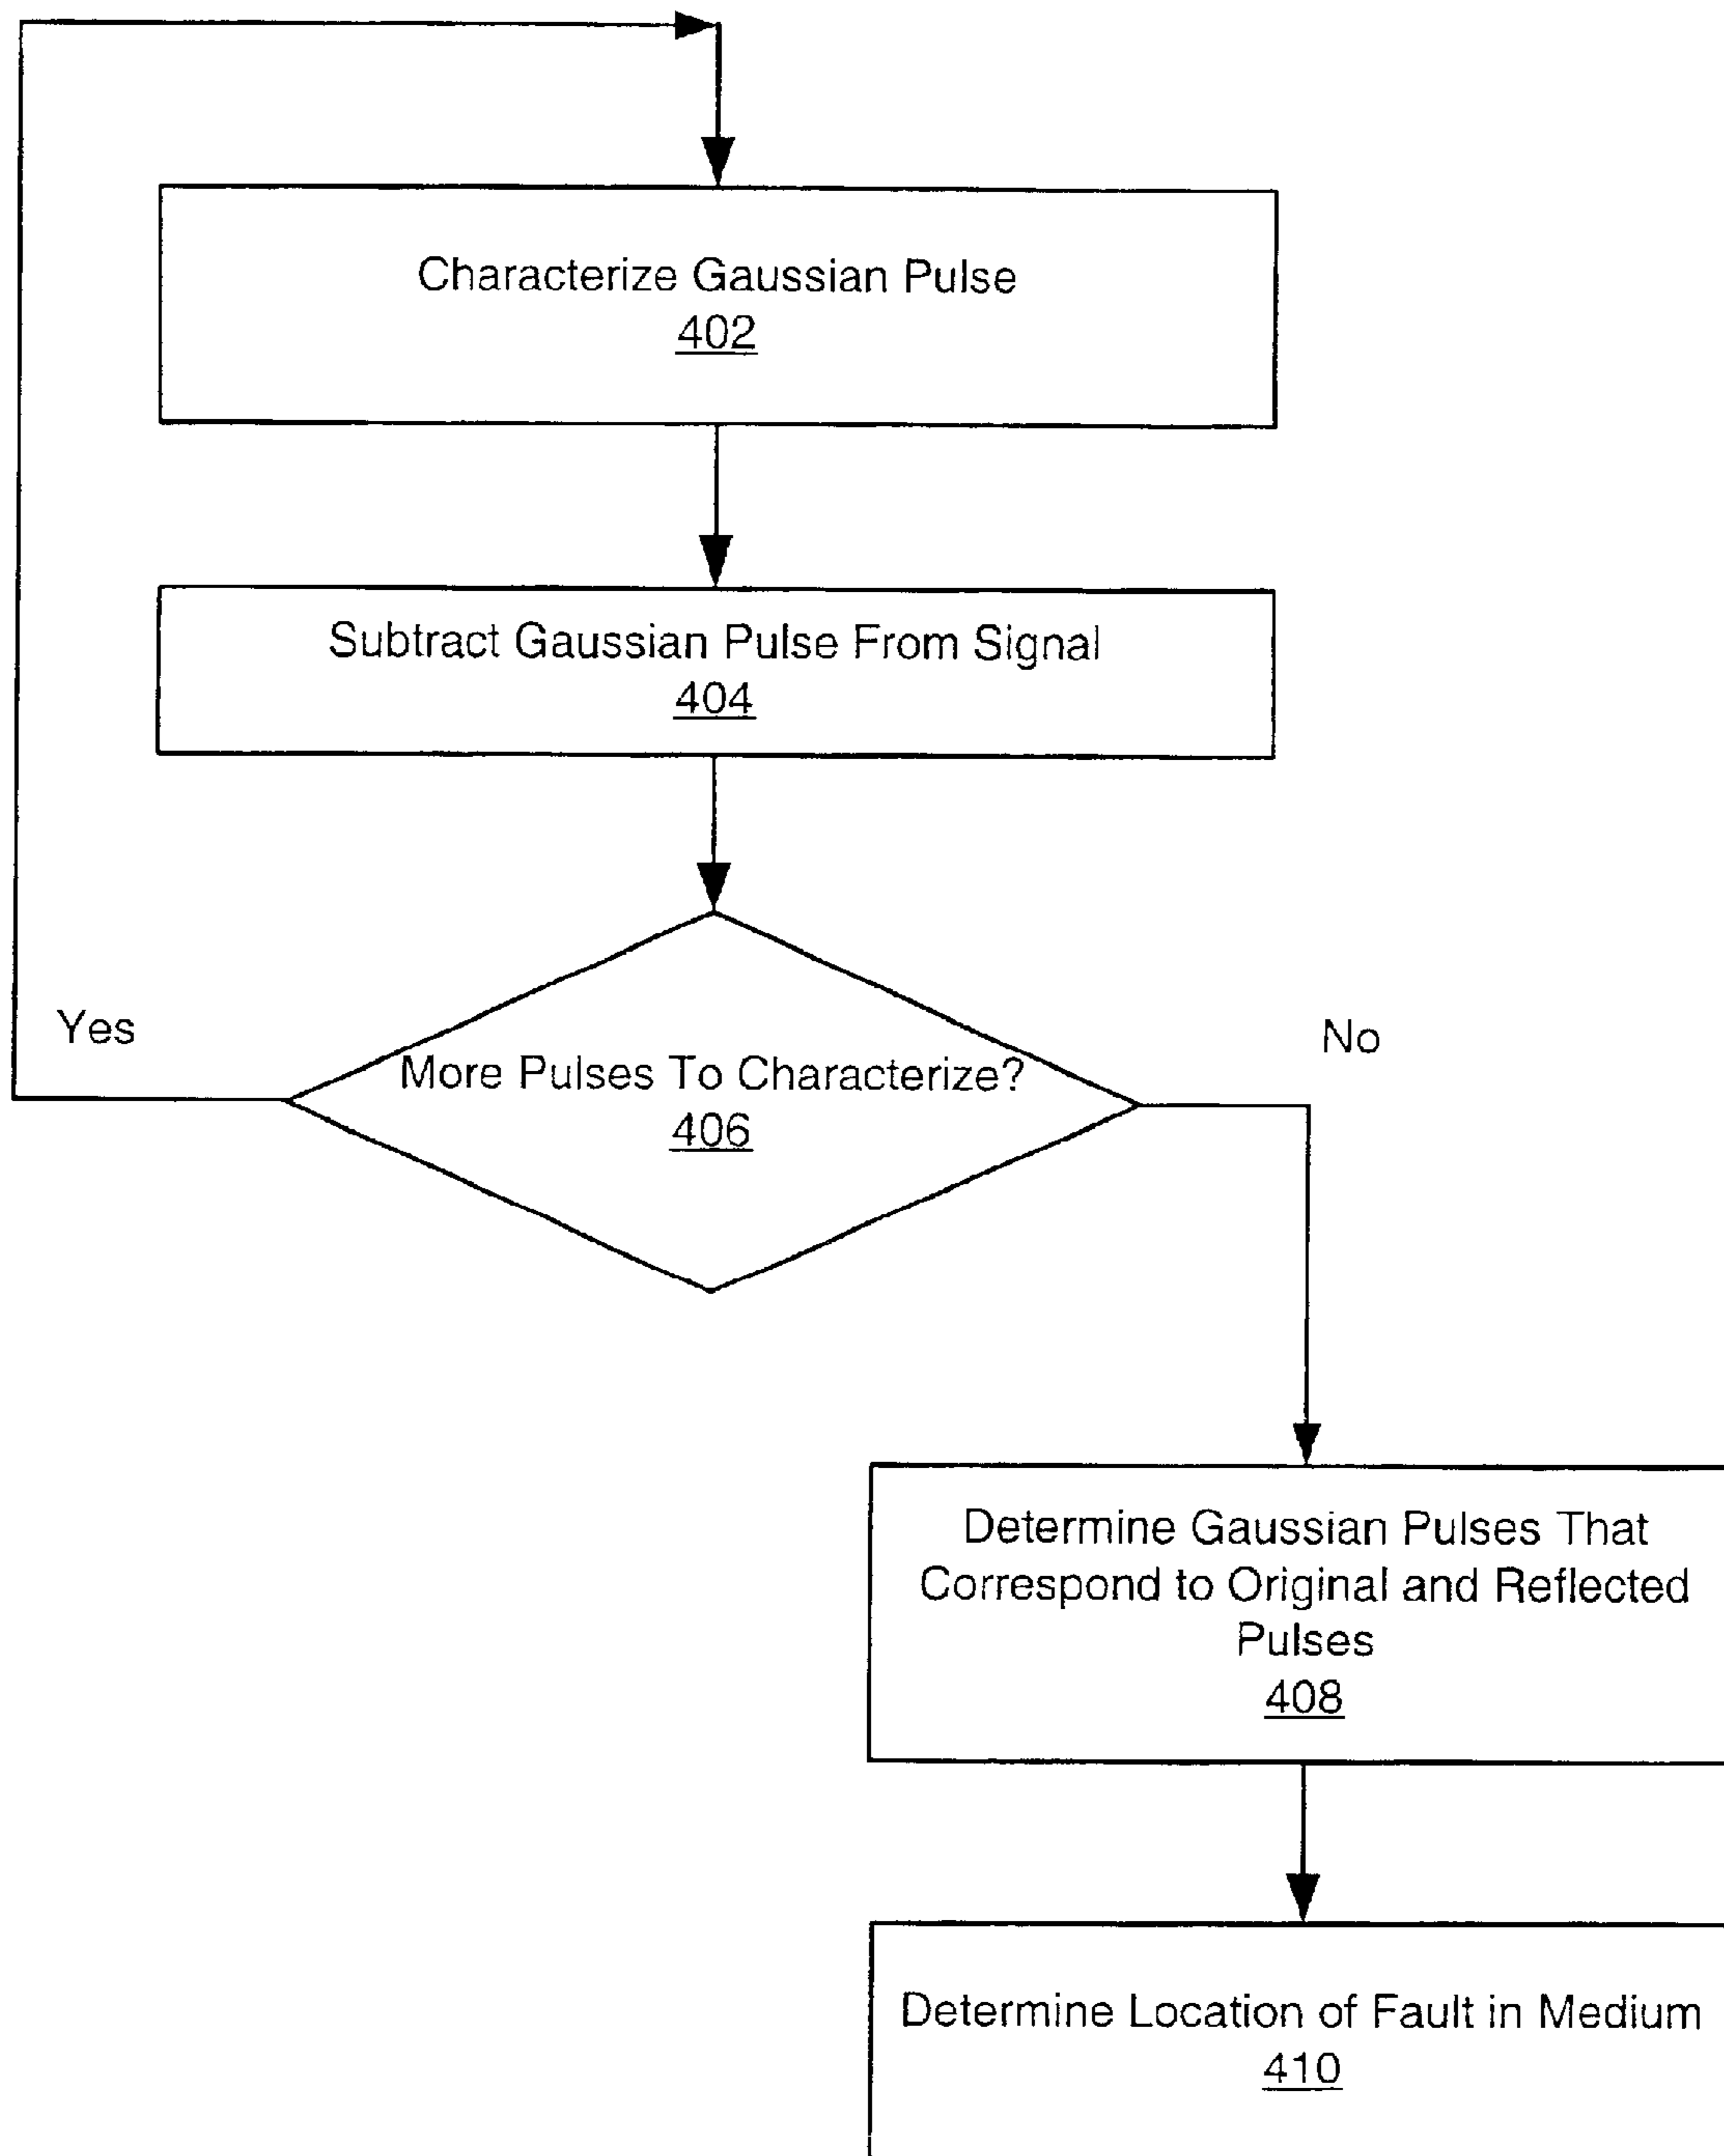 Characterize Gaussian Pulse
402
Subtract Gaussian Pulse From Signal
404
Yes
No
More Pulses To Characterize?
406
Determine Gaussian Pulses That
Correspond to Original and Reflected
Pulses
408
Determine Location of Fault in Medium
410